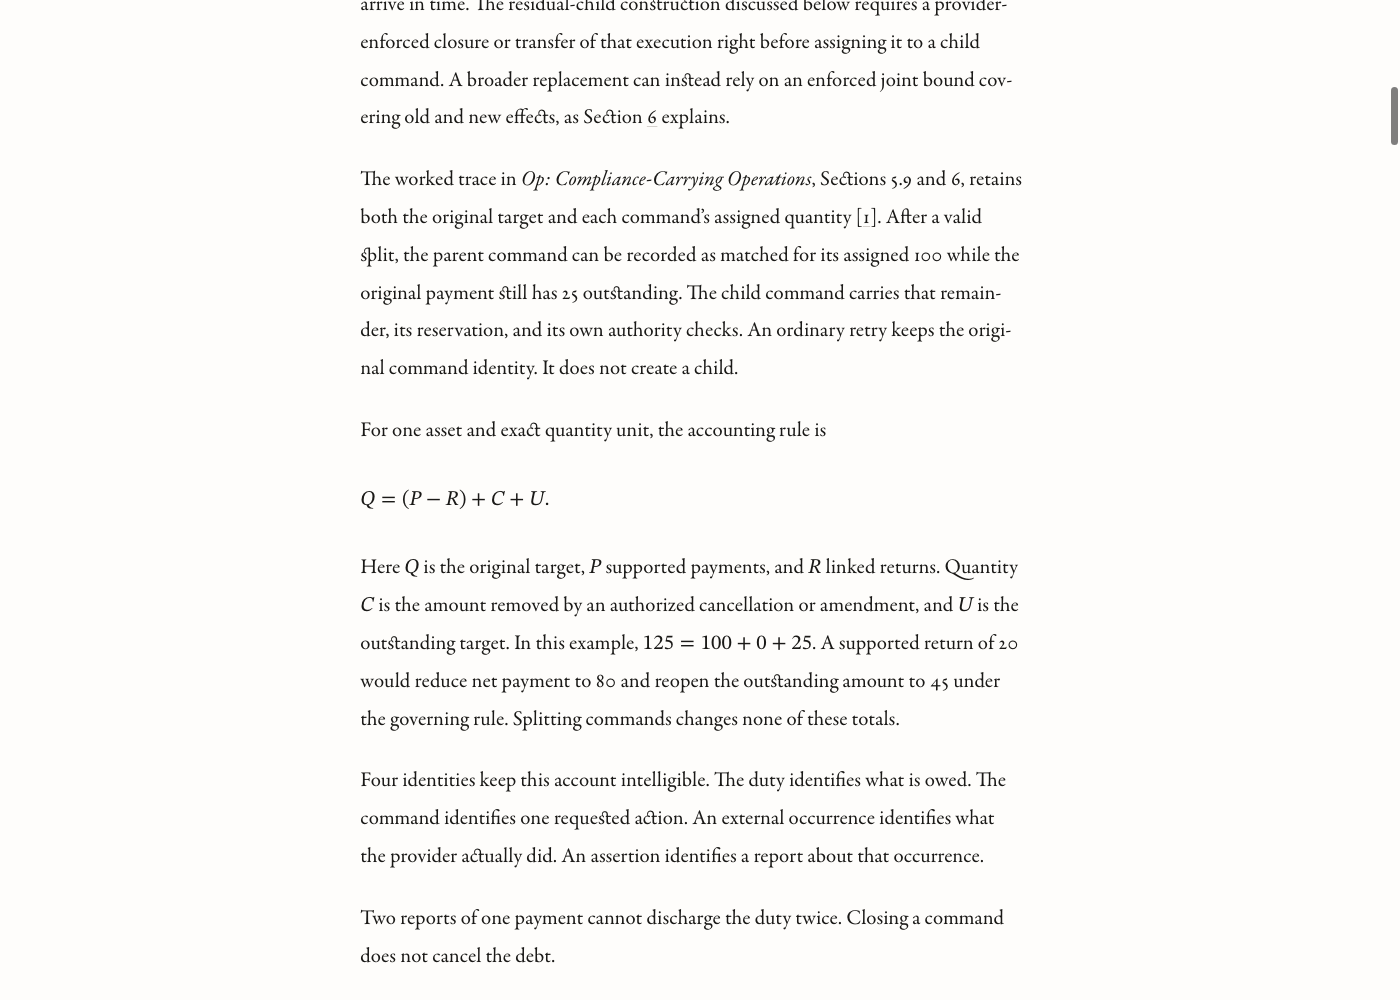 arrive in time. The residual-child construction discussed below requires a provider-
enforced closure or transfer of that execution right before assigning it to a child
command. A broader replacement can instead rely on an enforced joint bound cov-
ering old and new effects, as Section 6 explains.
The worked trace in Op: Compliance-Carrying Operations, Sections 5.9 and 6, retains
both the original target and each command’s assigned quantity [1]. After a valid
split, the parent command can be recorded as matched for its assigned 100 while the
original payment still has 25 outstanding. The child command carries that remain-
der, its reservation, and its own authority checks. An ordinary retry keeps the origi-
nal command identity. It does not create a child.
For one asset and exact quantity unit, the accounting rule is
Q = (P − R) + C + U.
Here Q is the original target, P supported payments, and R linked returns. Quantity
C is the amount removed by an authorized cancellation or amendment, and U is the
outstanding target. In this example, 125 = 100 + 0 + 25. A supported return of 20
would reduce net payment to 80 and reopen the outstanding amount to 45 under
the governing rule. Splitting commands changes none of these totals.
Four identities keep this account intelligible. The duty identifies what is owed. The
command identifies one requested action. An external occurrence identifies what
the provider actually did. An assertion identifies a report about that occurrence.
Two reports of one payment cannot discharge the duty twice. Closing a command
does not cancel the debt.